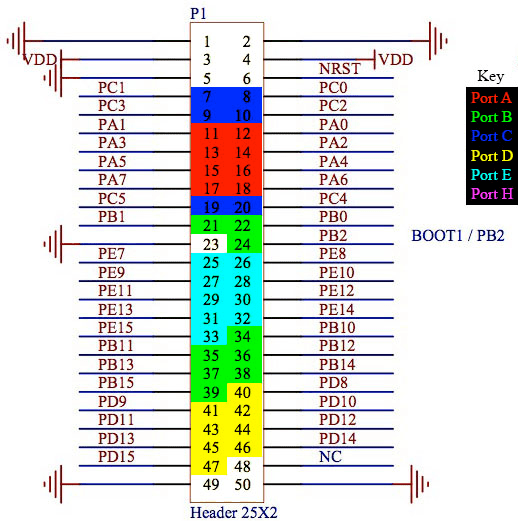 P1
1 2
VDD 3 4 VDD
5 6 NRST
PC1 7 8 PC0
PC3 9 10 PC2
PA1 11 12 PA0
PA3 13 14 PA2
PA5 15 16 PA4
PA7 17 18 PA6
PC5 19 20 PC4
PB1 21 22 PB0
23 24 PB2
PE7 25 26 PE8
PE9 27 28 PE10
PE11 29 30 PE12
PE13 31 32 PE14
PE15 33 34 PB10
PB11 35 36 PB12
PB13 37 38 PB14
PB15 39 40 PD8
PD9 41 42 PD10
PD11 43 44 PD12
PD13 45 46 PD14
PD15 47 48 NC
49 50
Header 25X2
Key
Port A
Port B
Port C
Port D
Port E
Port H
BOOT1 / PB2